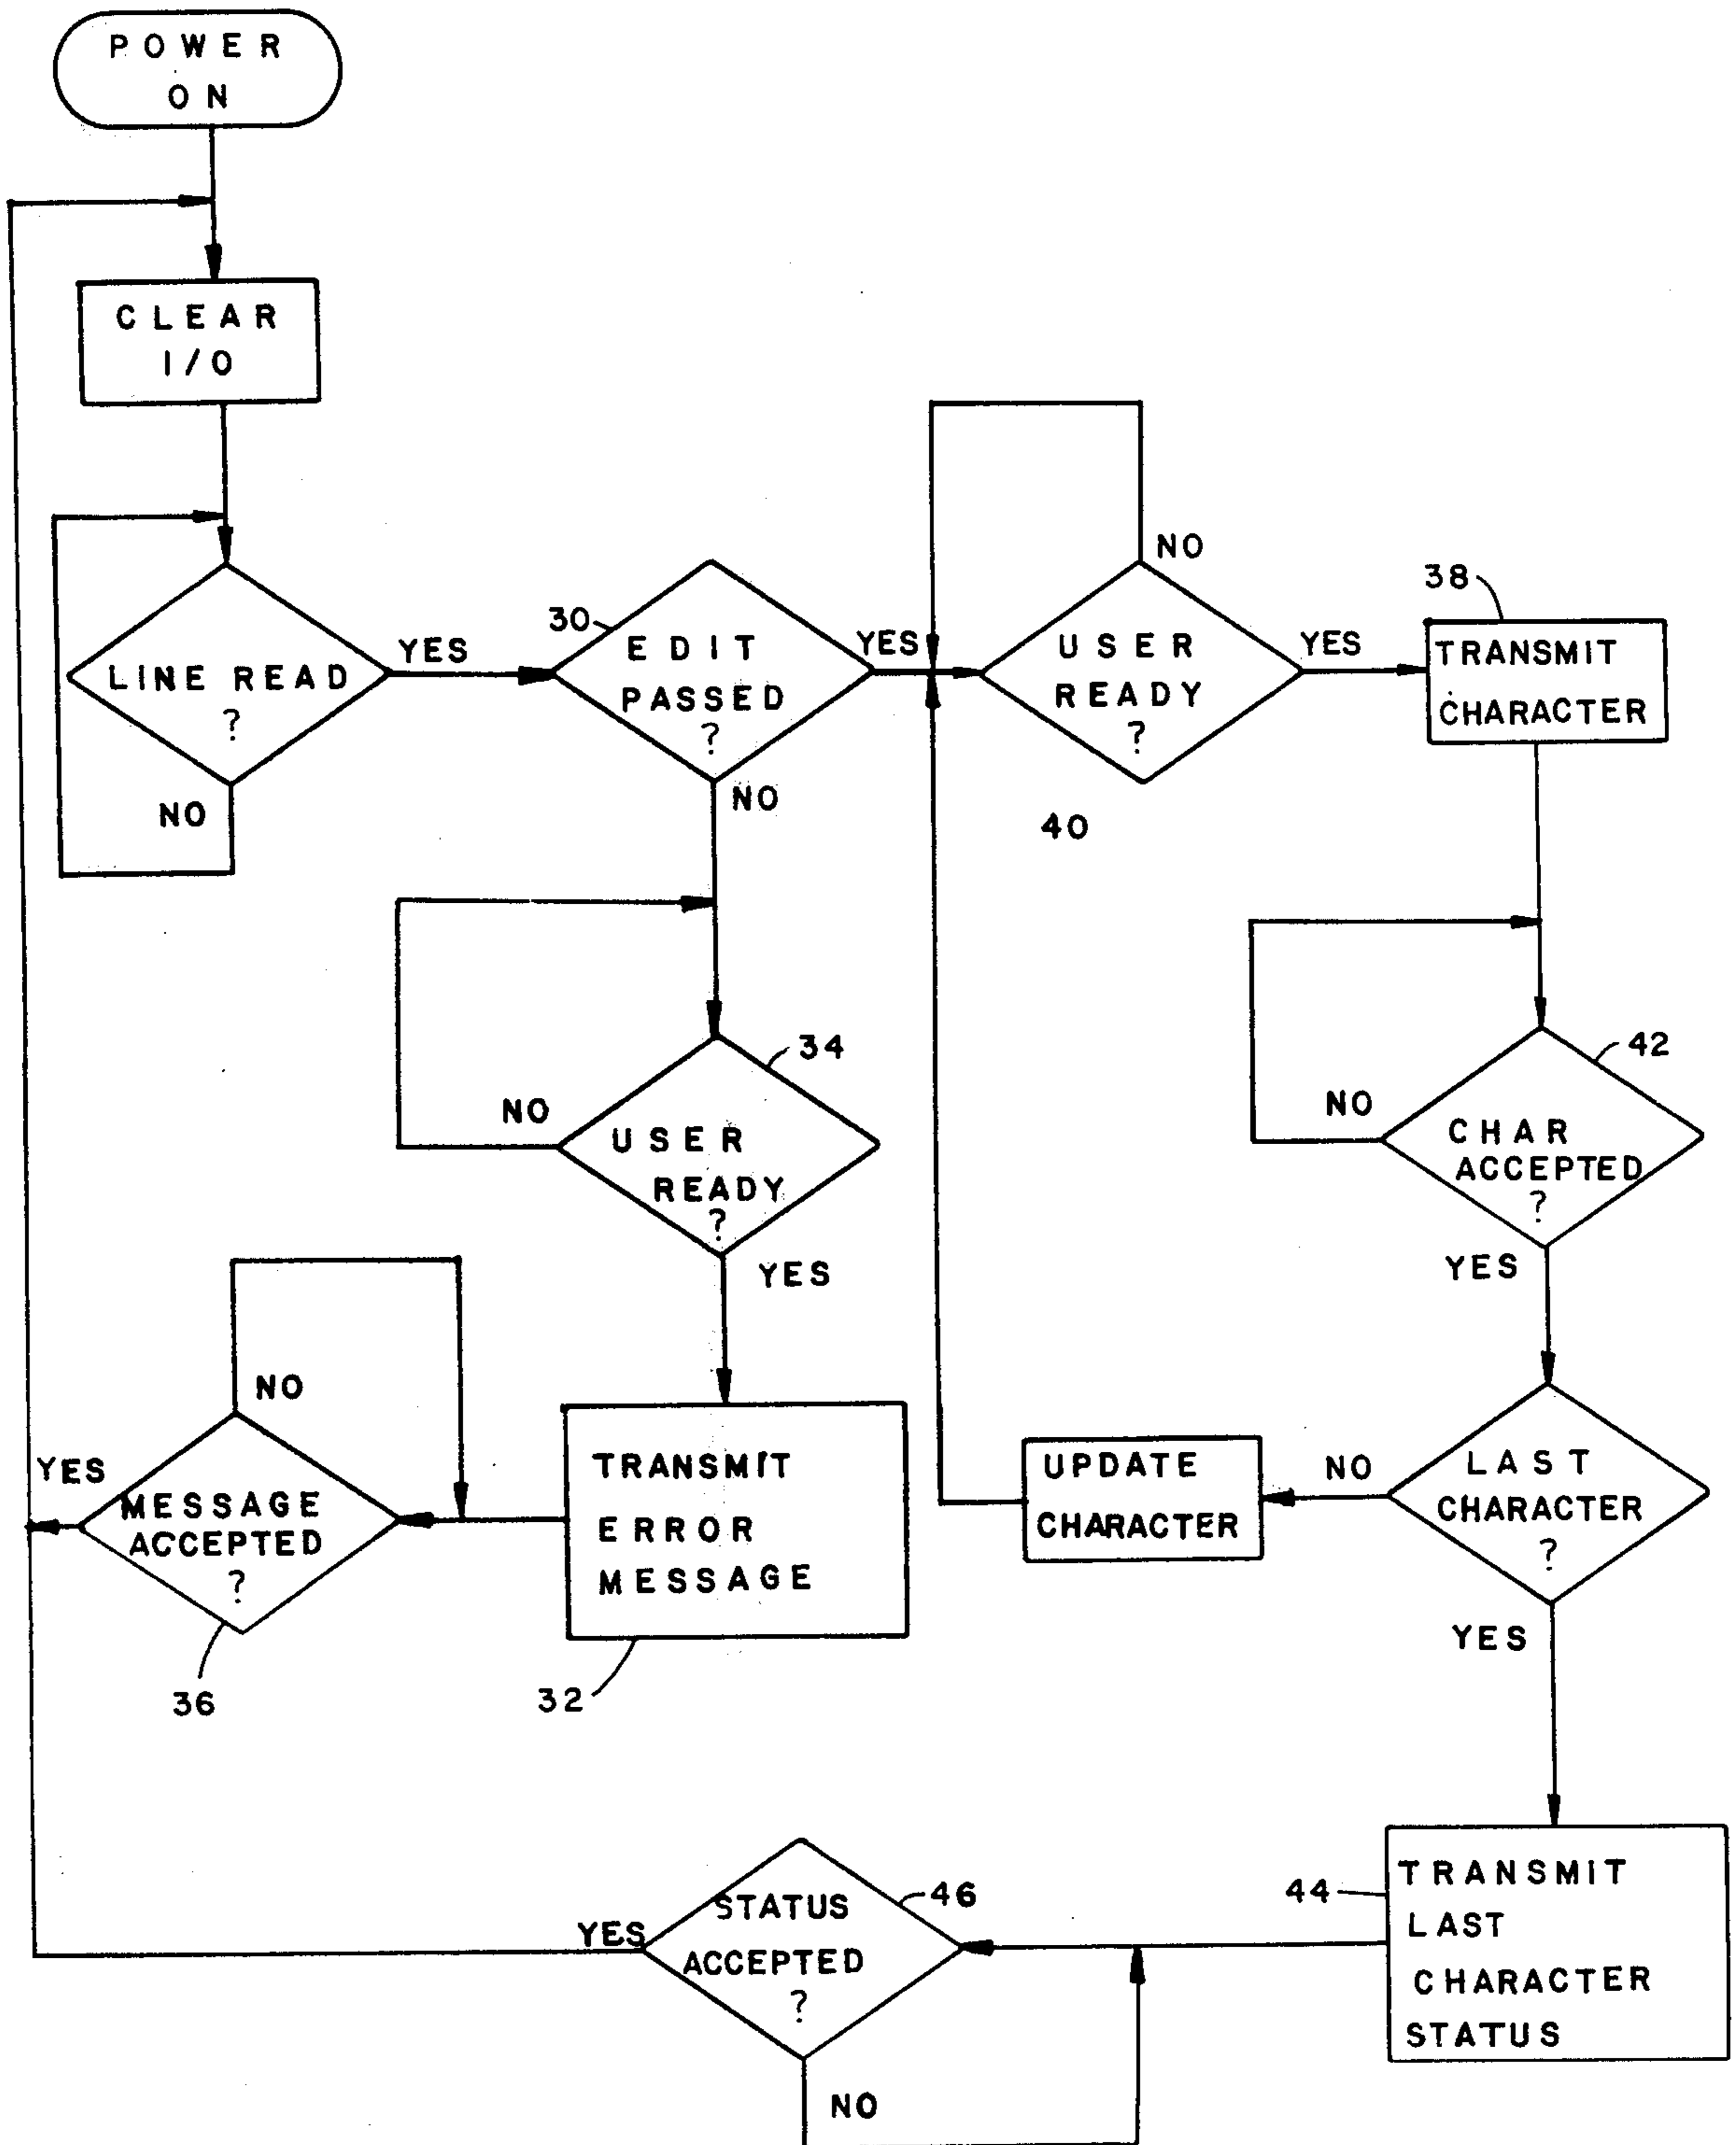 POWER
ON
CLEAR
I/O
LINE READ
?
YES
NO
30
EDIT
PASSED
?
YES
NO
USER
READY
?
NO
YES
40
38
TRANSMIT
CHARACTER
34
USER
READY
?
NO
YES
42
CHAR
ACCEPTED
?
NO
YES
TRANSMIT
ERROR
MESSAGE
32
MESSAGE
ACCEPTED
?
NO
YES
36
LAST
CHARACTER
?
NO
YES
UPDATE
CHARACTER
44
TRANSMIT
LAST
CHARACTER
STATUS
46
STATUS
ACCEPTED
?
YES
NO